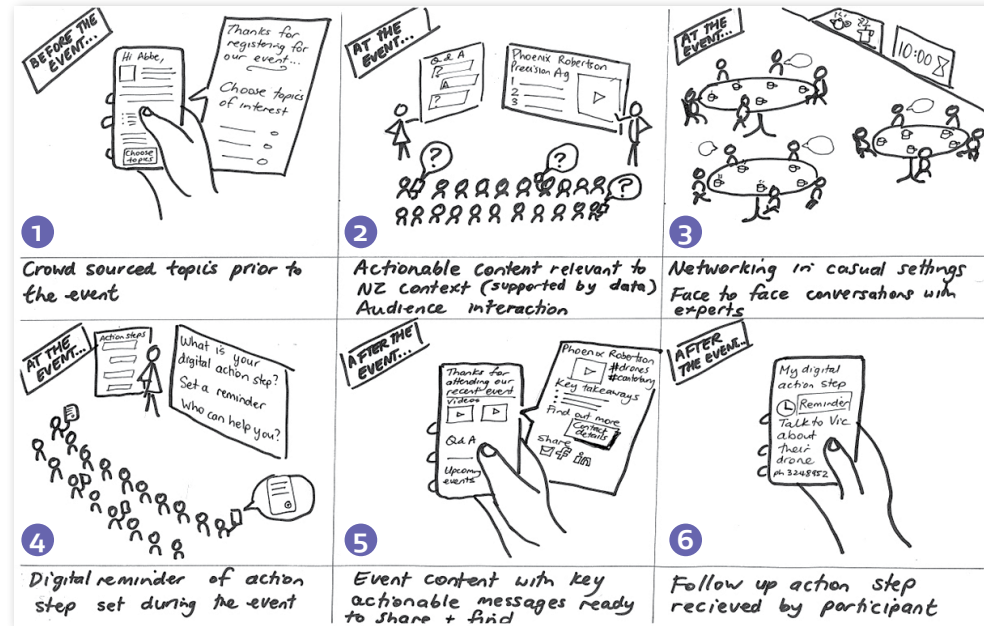 BEFORE THE
EVENT...
Hi Abbe,
Choose
topics
Thanks for
registering for
our event...
Choose topics
of interest
1
Crowd sourced topics prior to
the event
AT THE
EVENT...
Q & A
?
A
?
Phoenix Robertson
Precision Ag
1
2
3
?
?
?
2
Actionable content relevant to
NZ context (supported by data)
Audience interaction
AT THE
EVENT...
10:00
3
Networking in casual settings
Face to face conversations with
experts
AT THE
EVENT...
Action steps
What is your
digital action step?
Set a reminder
Who can help you?
4
Digital reminder of action
step set during the event
AFTER THE
EVENT...
Thanks for
attending our
recent event
Videos
Q&A
Upcoming
events
Phoenix Robertson
#drones
#cantabury
Key takeaways
Find out more
Contact
details
Share
f in
5
Event content with key
actionable messages ready
to share + find
AFTER
THE EVENT...
My digital
action step
Reminder
Talk to Vic
about
their
drone
ph 3248952
6
Follow up action step
recieved by participant